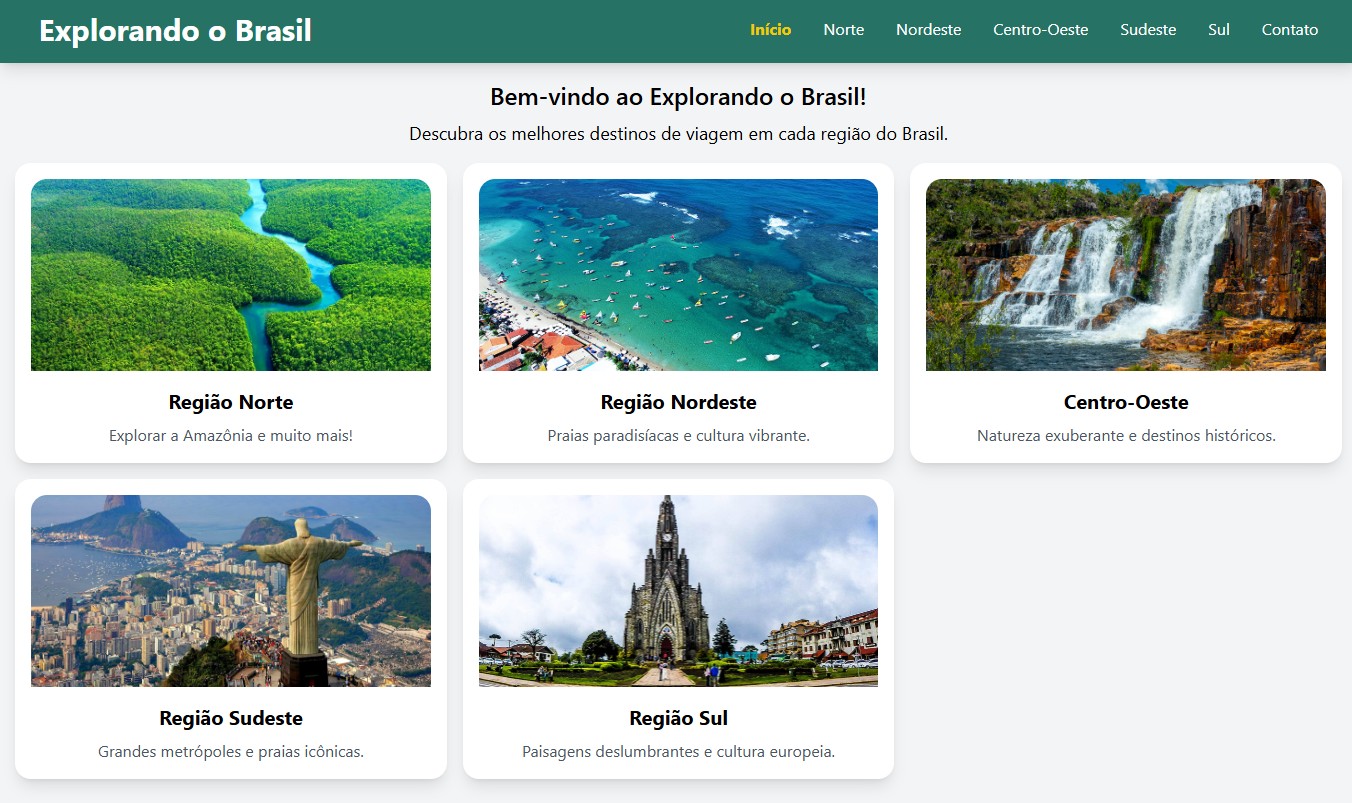 Explorando o Brasil
Início Norte Nordeste Centro-Oeste Sudeste Sul Contato
Bem-vindo ao Explorando o Brasil!
Descubra os melhores destinos de viagem em cada região do Brasil.
Região Norte
Explorar a Amazônia e muito mais!
Região Nordeste
Praias paradisíacas e cultura vibrante.
Centro-Oeste
Natureza exuberante e destinos históricos.
Região Sudeste
Grandes metrópoles e praias icônicas.
Região Sul
Paisagens deslumbrantes e cultura europeia.